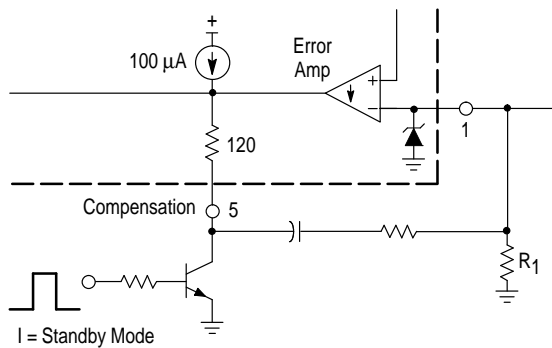 +
100 µA
Error
Amp
+
−
1
120
Compensation
5
R1
I = Standby Mode